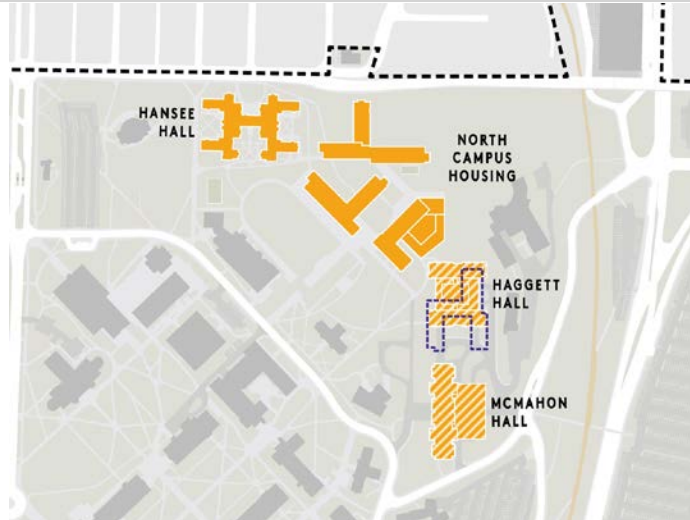 HANSEE
HALL
NORTH
CAMPUS
HOUSING
HAGGETT
HALL
MCMAHON
HALL